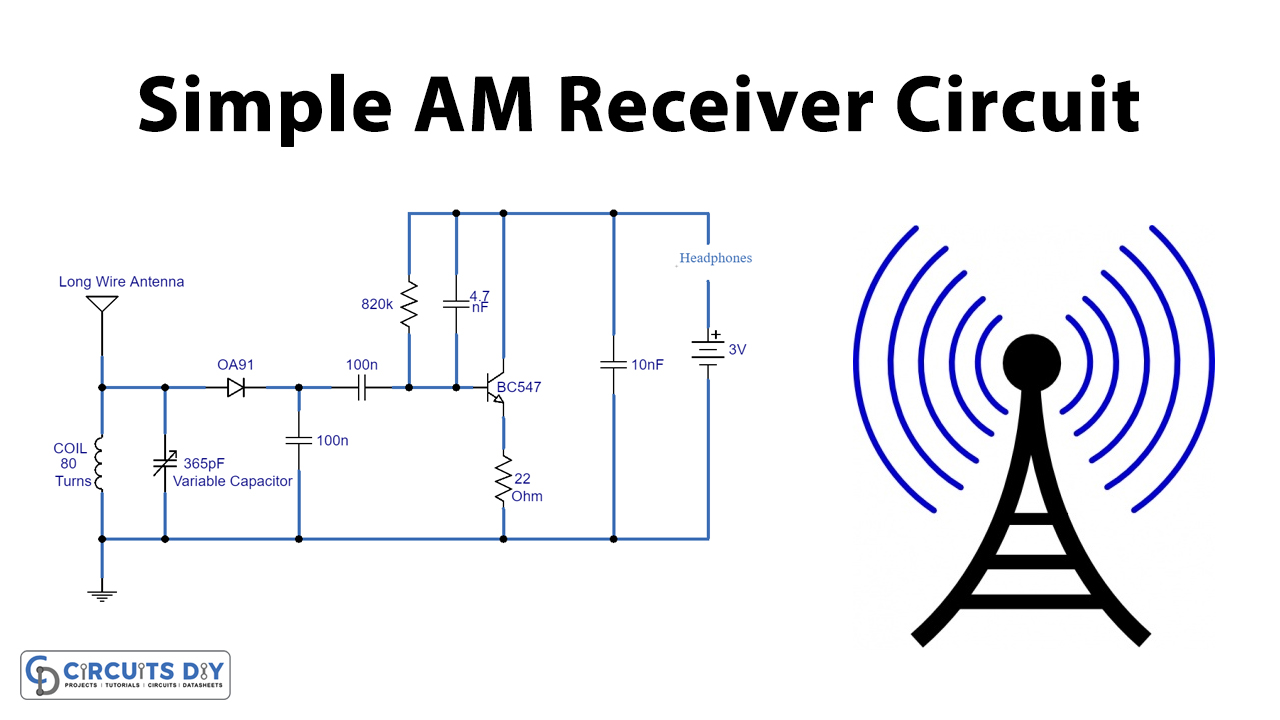 Simple AM Receiver Circuit
Long Wire Antenna
OA91
100n
820k
4.7
nF
Headphones
3V
10nF
BC547
COIL
80
Turns
365pF
Variable Capacitor
100n
22
Ohm
CIRCUITS DIY
PROJECTS | TUTORIALS | CIRCUITS | DATASHEETS